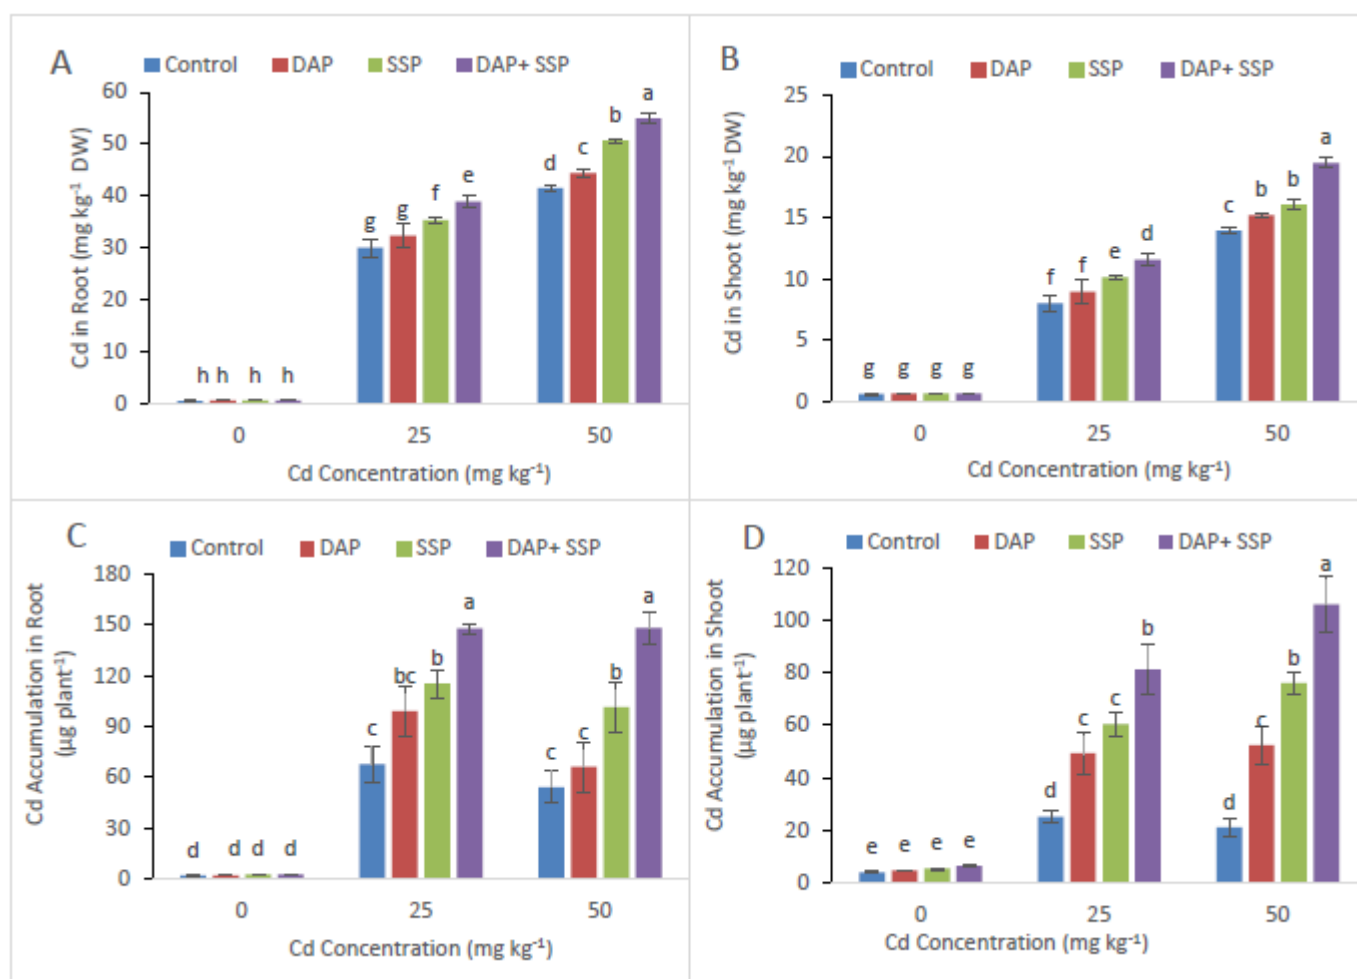 A
Control DAP SSP DAP+ SSP
Cd in Root (mg kg⁻¹ DW)
60
50
40
30
20
10
0
h h h h
g g f e
d c b a
0 25 50
Cd Concentration (mg kg⁻¹)
B
Control DAP SSP DAP+ SSP
Cd in Shoot (mg kg⁻¹ DW)
25
20
15
10
5
0
g g g g
f f e d
c b b a
0 25 50
Cd Concentration (mg kg⁻¹)
C
Control DAP SSP DAP+ SSP
Cd Accumulation in Root
(µg plant⁻¹)
180
150
120
90
60
30
0
d d d d
c bc b a
c c b a
0 25 50
Cd Concentration (mg kg⁻¹)
D
Control DAP SSP DAP+ SSP
Cd Accumulation in Shoot
(µg plant⁻¹)
120
100
80
60
40
20
0
e e e e
d c c b
d c b a
0 25 50
Cd Concentration (mg kg⁻¹)